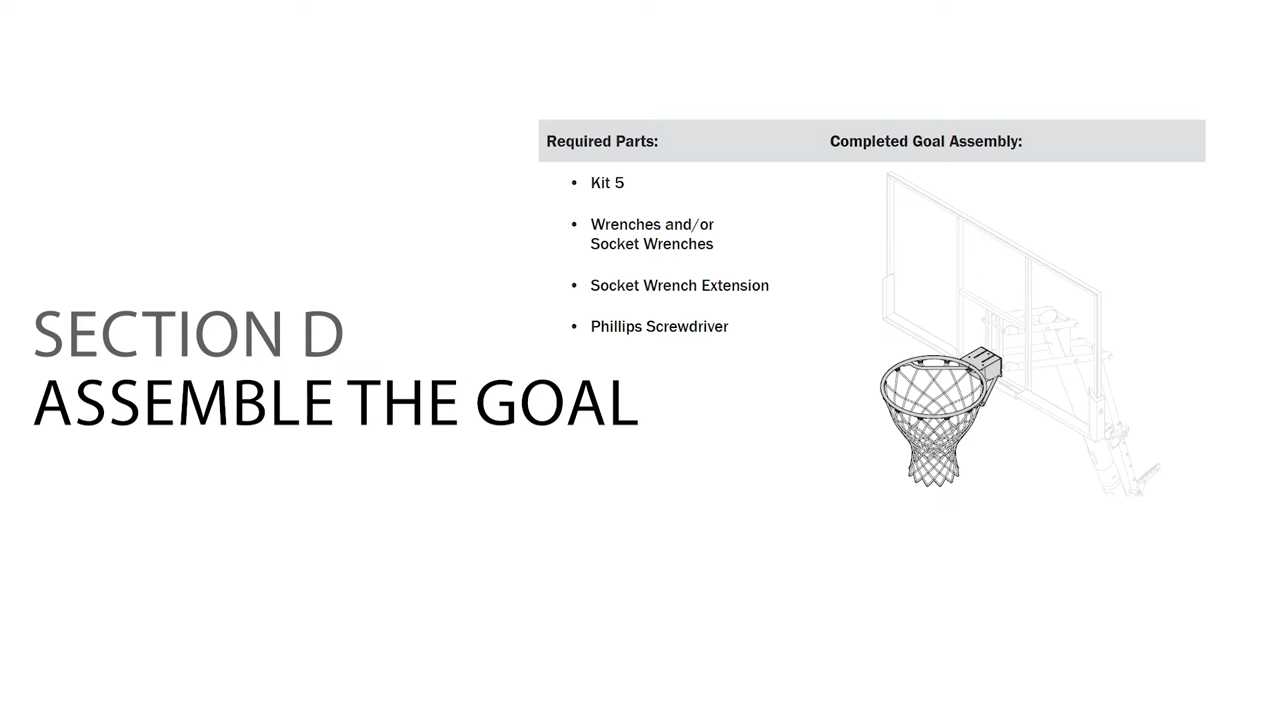 SECTION D
ASSEMBLE THE GOAL
Required Parts:
• Kit 5
• Wrenches and/or
Socket Wrenches
• Socket Wrench Extension
• Phillips Screwdriver
Completed Goal Assembly: